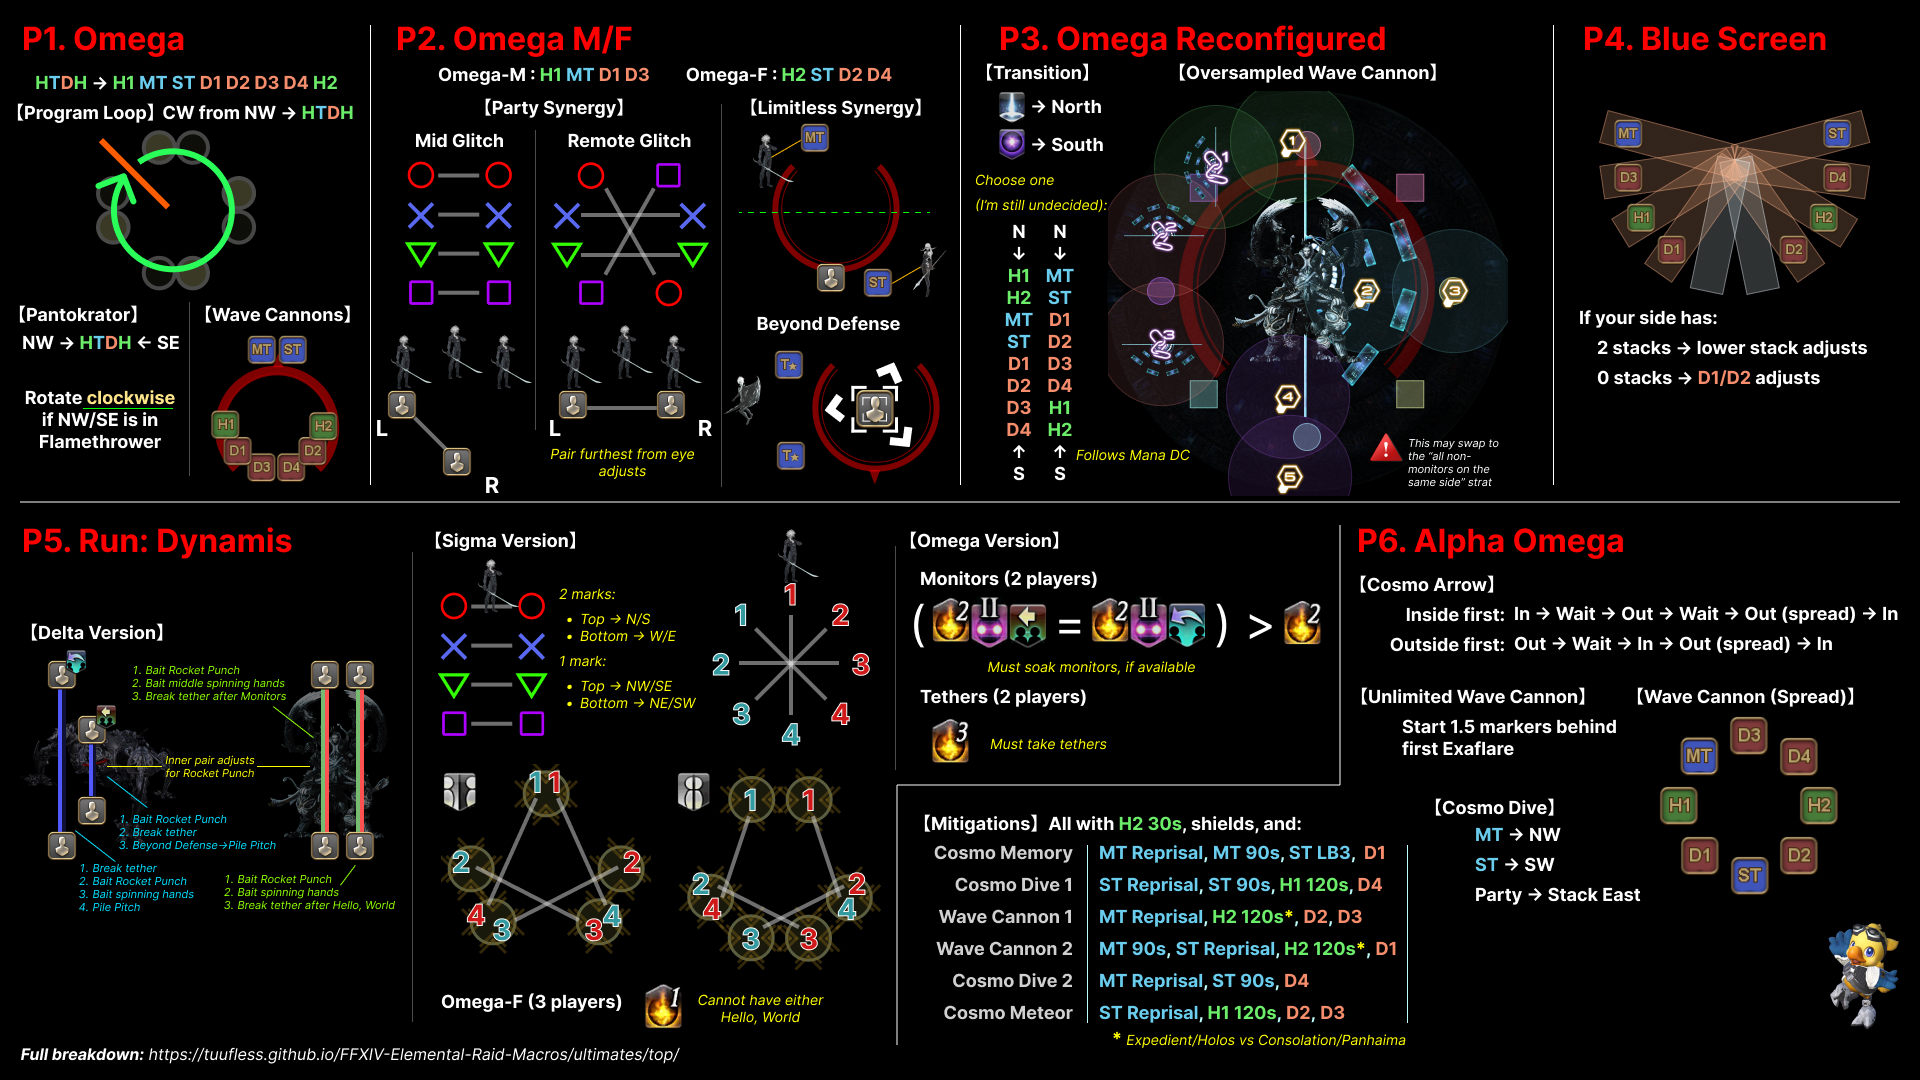 P1. Omega
HTDH → H1 MT ST D1 D2 D3 D4 H2
【Program Loop】 CW from NW → HTDH
【Pantokrator】
NW → HTDH ← SE
Rotate clockwise
if NW/SE is in
Flamethrower
【Wave Cannons】
MT ST
H1 H2
D1 D2
D3 D4
P2. Omega M/F
Omega-M : H1 MT D1 D3
Omega-F : H2 ST D2 D4
【Party Synergy】
Mid Glitch
Remote Glitch
L
R
L
R
Pair furthest from eye
adjusts
【Limitless Synergy】
MT
ST
Beyond Defense
T★
T★
P3. Omega Reconfigured
【Transition】
→ North
→ South
Choose one
(I'm still undecided):
N N
↓ ↓
H1 MT
H2 ST
MT D1
ST D2
D1 D3
D2 D4
D3 H1
D4 H2
↑ ↑
S S
Follows Mana DC
【Oversampled Wave Cannon】
1
1
2
2
3
3
4
5
This may swap to
the "all non-
monitors on the
same side" strat
P4. Blue Screen
MT ST
D3 D4
H1 H2
D1 D2
If your side has:
2 stacks → lower stack adjusts
0 stacks → D1/D2 adjusts
P5. Run: Dynamis
【Delta Version】
1. Bait Rocket Punch
2. Bait middle spinning hands
3. Break tether after Monitors
Inner pair adjusts
for Rocket Punch
1. Bait Rocket Punch
2. Break tether
3. Beyond Defense→Pile Pitch
1. Break tether
2. Bait Rocket Punch
3. Bait spinning hands
4. Pile Pitch
1. Bait Rocket Punch
2. Bait spinning hands
3. Break tether after Hello, World
【Sigma Version】
2 marks:
• Top → N/S
• Bottom → W/E
1 mark:
• Top → NW/SE
• Bottom → NE/SW
1
1 2
2 3
3 4
4
1 1
2 2
4 3 3 4
1 1
2 2
4 4
3 3
Omega-F (3 players)
1
Cannot have either
Hello, World
【Omega Version】
Monitors (2 players)
( 2 II = 2 II ) > 2
Must soak monitors, if available
Tethers (2 players)
3
Must take tethers
【Mitigations】 All with H2 30s, shields, and:
Cosmo Memory MT Reprisal, MT 90s, ST LB3, D1
Cosmo Dive 1 ST Reprisal, ST 90s, H1 120s, D4
Wave Cannon 1 MT Reprisal, H2 120s*, D2, D3
Wave Cannon 2 MT 90s, ST Reprisal, H2 120s*, D1
Cosmo Dive 2 MT Reprisal, ST 90s, D4
Cosmo Meteor ST Reprisal, H1 120s, D2, D3
* Expedient/Holos vs Consolation/Panhaima
P6. Alpha Omega
【Cosmo Arrow】
Inside first: In → Wait → Out → Wait → Out (spread) → In
Outside first: Out → Wait → In → Out (spread) → In
【Unlimited Wave Cannon】
Start 1.5 markers behind
first Exaflare
【Wave Cannon (Spread)】
D3
MT D4
H1 H2
D1 D2
ST
【Cosmo Dive】
MT → NW
ST → SW
Party → Stack East
Full breakdown: https://tuufless.github.io/FFXIV-Elemental-Raid-Macros/ultimates/top/